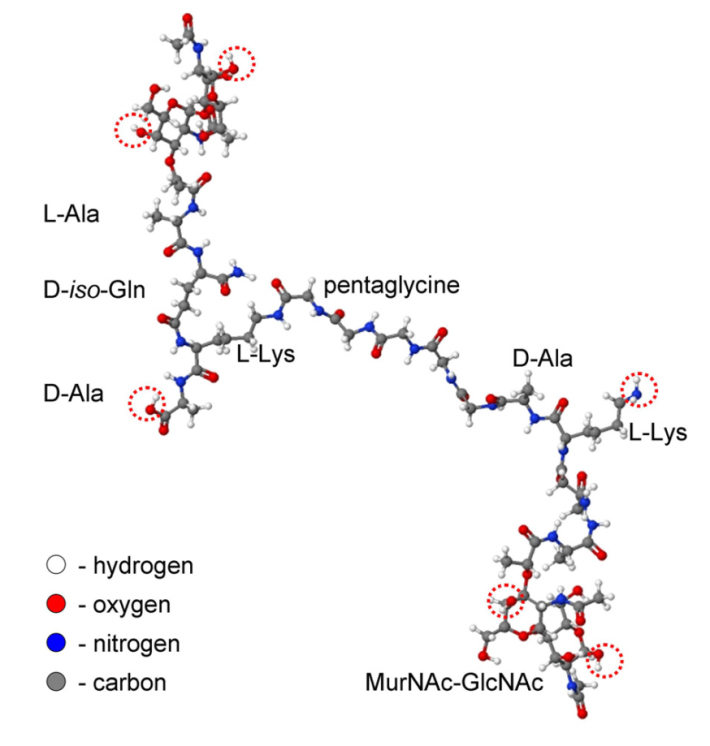 L-Ala
D-iso-Gln
pentaglycine
L-Lys
D-Ala
D-Ala
L-Lys
- hydrogen
- oxygen
- nitrogen
- carbon
MurNAc-GlcNAc